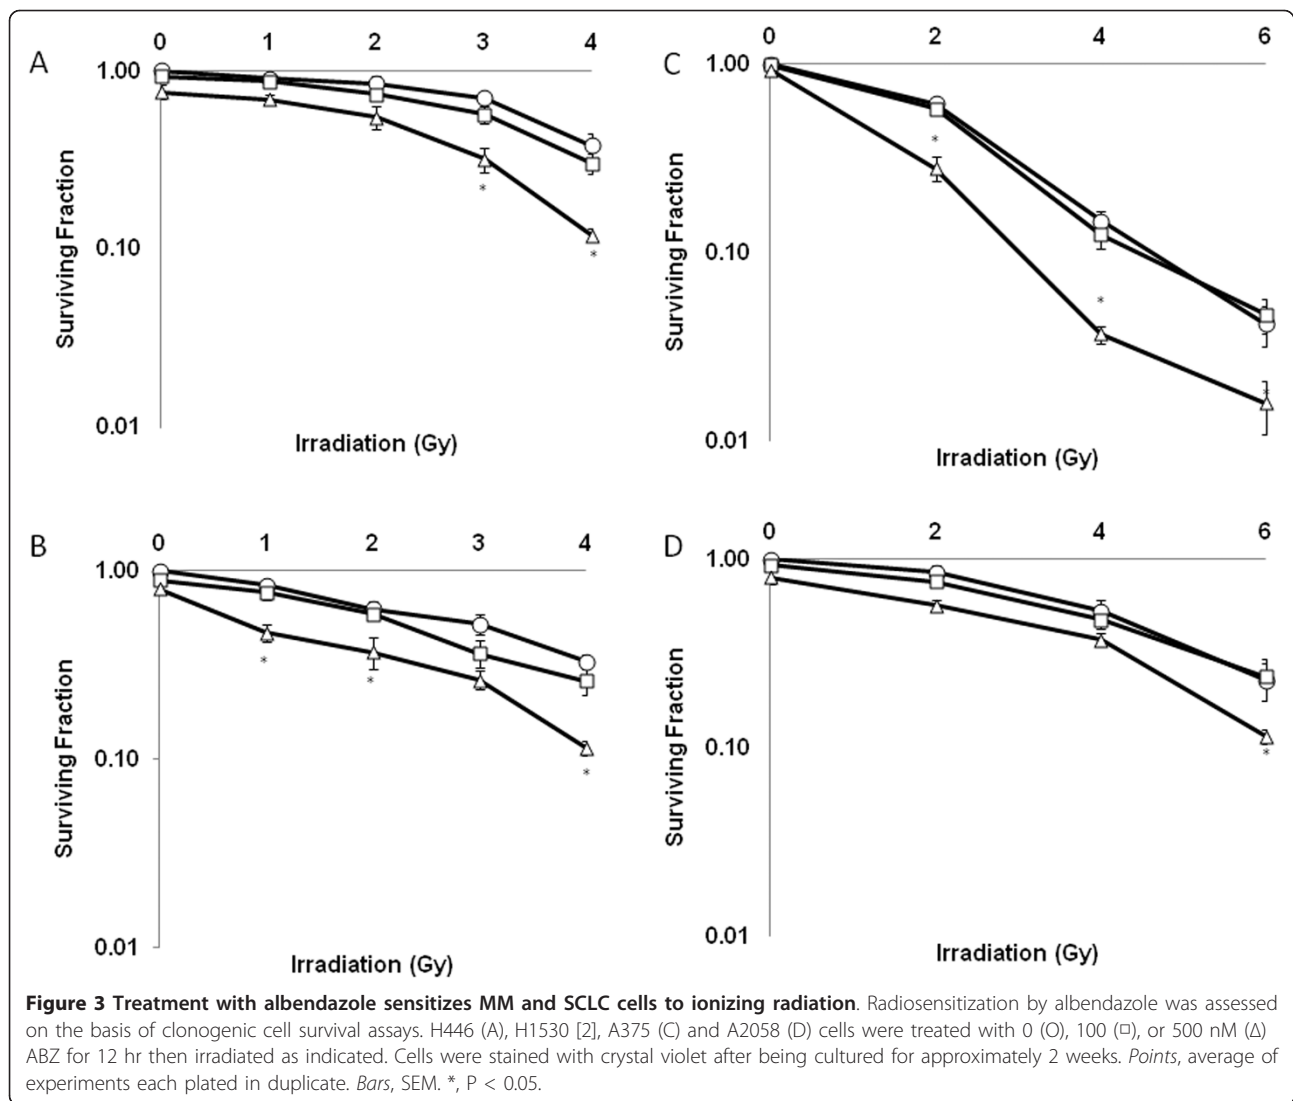 A
0 1 2 3 4
1.00
0.10
0.01
Surviving Fraction
*
*
Irradiation (Gy)
C
0 2 4 6
1.00
0.10
0.01
Surviving Fraction
*
*
*
Irradiation (Gy)
B
0 1 2 3 4
1.00
0.10
0.01
Surviving Fraction
*
*
*
Irradiation (Gy)
D
0 2 4 6
1.00
0.10
0.01
Surviving Fraction
*
Irradiation (Gy)
Figure 3 Treatment with albendazole sensitizes MM and SCLC cells to ionizing radiation. Radiosensitization by albendazole was assessed
on the basis of clonogenic cell survival assays. H446 (A), H1530 [2], A375 (C) and A2058 (D) cells were treated with 0 (O), 100 (□), or 500 nM (Δ)
ABZ for 12 hr then irradiated as indicated. Cells were stained with crystal violet after being cultured for approximately 2 weeks. Points, average of
experiments each plated in duplicate. Bars, SEM. *, P < 0.05.